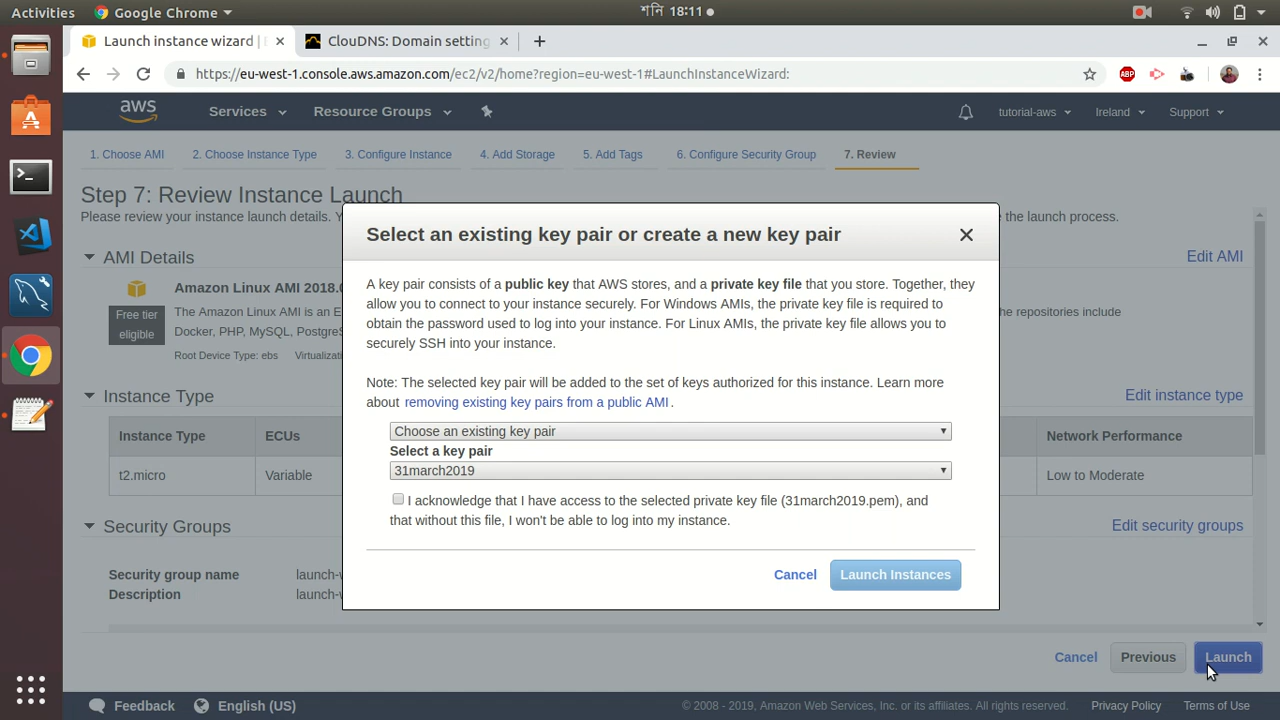 Activities Google Chrome শনি 18:11
Launch instance wizard | ClouDNS: Domain setting
https://eu-west-1.console.aws.amazon.com/ec2/v2/home?region=eu-west-1#LaunchInstanceWizard:
ABP
aws Services Resource Groups tutorial-aws Ireland Support
1. Choose AMI 2. Choose Instance Type 3. Configure Instance 4. Add Storage 5. Add Tags 6. Configure Security Group 7. Review
Step 7: Review Instance Launch
Please review your instance launch details. Y the launch process.
AMI Details Edit AMI
Amazon Linux AMI 2018.0
Free tier eligible
The Amazon Linux AMI is an E he repositories include
Docker, PHP, MySQL, PostgreS
Root Device Type: ebs Virtualizati
Select an existing key pair or create a new key pair
A key pair consists of a public key that AWS stores, and a private key file that you store. Together, they
allow you to connect to your instance securely. For Windows AMIs, the private key file is required to
obtain the password used to log into your instance. For Linux AMIs, the private key file allows you to
securely SSH into your instance.
Note: The selected key pair will be added to the set of keys authorized for this instance. Learn more
about removing existing key pairs from a public AMI.
Choose an existing key pair
Select a key pair
31march2019
I acknowledge that I have access to the selected private key file (31march2019.pem), and
that without this file, I won't be able to log into my instance.
Cancel Launch Instances
Instance Type Edit instance type
Instance Type ECUs Network Performance
t2.micro Variable Low to Moderate
Security Groups Edit security groups
Security group name launch-w
Description launch-w
Cancel Previous Launch
Feedback English (US) © 2008 - 2019, Amazon Web Services, Inc. or its affiliates. All rights reserved. Privacy Policy Terms of Use